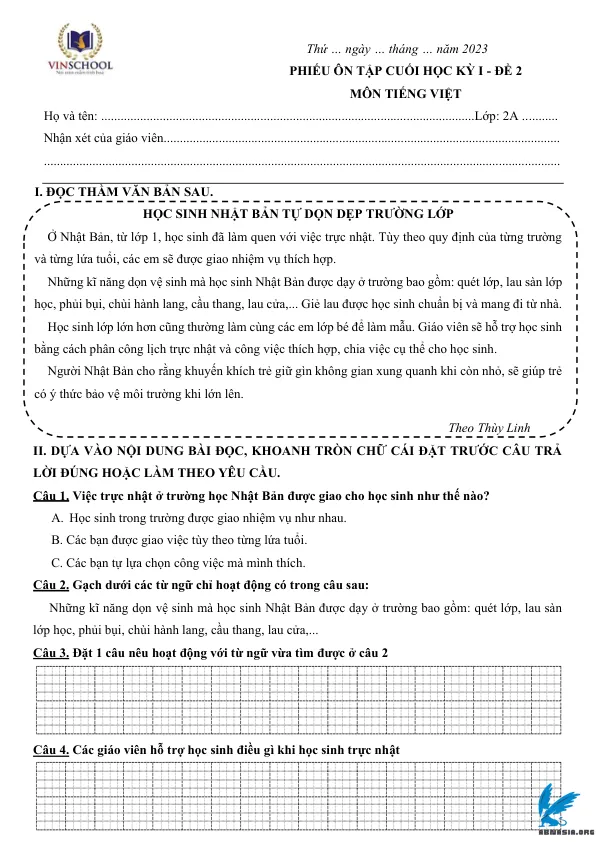 VINSCHOOL
Thứ ... ngày ... tháng ... năm 2023
PHIẾU ÔN TẬP CUỐI HỌC KỲ I - ĐỀ 2
MÔN TIẾNG VIỆT
Họ và tên: ...................................................................................................................Lớp: 2A ...........
Nhận xét của giáo viên..........................................................................................................................
................................................................................................................................................................
I. ĐỌC THẦM VĂN BẢN SAU.
HỌC SINH NHẬT BẢN TỰ DỌN DẸP TRƯỜNG LỚP
Ở Nhật Bản, từ lớp 1, học sinh đã làm quen với việc trực nhật. Tùy theo quy định của từng trường
và từng lứa tuổi, các em sẽ được giao nhiệm vụ thích hợp.
Những kĩ năng dọn vệ sinh mà học sinh Nhật Bản được dạy ở trường bao gồm: quét lớp, lau sàn lớp
học, phủi bụi, chùi hành lang, cầu thang, lau cửa,... Giẻ lau được học sinh chuẩn bị và mang đi từ nhà.
Học sinh lớp lớn hơn cũng thường làm cùng các em lớp bé để làm mẫu. Giáo viên sẽ hỗ trợ học sinh
bằng cách phân công lịch trực nhật và công việc thích hợp, chia việc cụ thể cho học sinh.
Người Nhật Bản cho rằng khuyến khích trẻ giữ gìn không gian xung quanh khi còn nhỏ, sẽ giúp trẻ
có ý thức bảo vệ môi trường khi lớn lên.
Theo Thùy Linh
II. DỰA VÀO NỘI DUNG BÀI ĐỌC, KHOANH TRÒN CHỮ CÁI ĐẶT TRƯỚC CÂU TRẢ
LỜI ĐÚNG HOẶC LÀM THEO YÊU CẦU.
Câu 1. Việc trực nhật ở trường học Nhật Bản được giao cho học sinh như thế nào?
A. Học sinh trong trường được giao nhiệm vụ như nhau.
B. Các bạn được giao việc tùy theo từng lứa tuổi.
C. Các bạn tự lựa chọn công việc mà mình thích.
Câu 2. Gạch dưới các từ ngữ chỉ hoạt động có trong câu sau:
Những kĩ năng dọn vệ sinh mà học sinh Nhật Bản được dạy ở trường bao gồm: quét lớp, lau sàn
lớp học, phủi bụi, chùi hành lang, cầu thang, lau cửa,...
Câu 3. Đặt 1 câu nêu hoạt động với từ ngữ vừa tìm được ở câu 2
Câu 4. Các giáo viên hỗ trợ học sinh điều gì khi học sinh trực nhật
ABNASIA.ORG